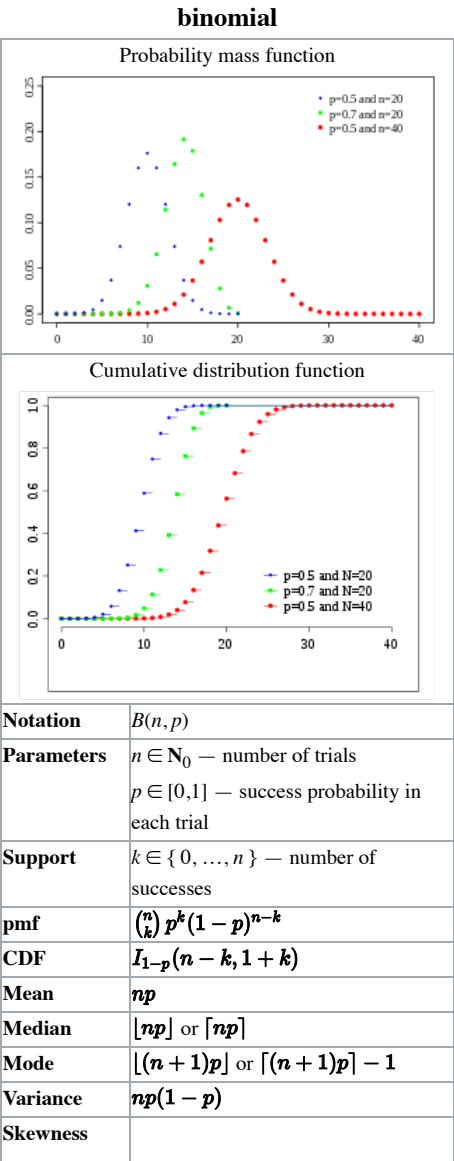 binomial
Probability mass function
0.25
0.20
0.15
0.10
0.05
0.00
p=0.5 and n=20
p=0.7 and n=20
p=0.5 and n=40
0 10 20 30 40
Cumulative distribution function
1.0
0.8
0.6
0.4
0.2
0.0
p=0.5 and N=20
p=0.7 and N=20
p=0.5 and N=40
0 10 20 30 40
Notation B(n, p)
Parameters n ∈ N₀ — number of trials
p ∈ [0,1] — success probability in
each trial
Support k ∈ { 0, …, n } — number of
successes
pmf (n k) p^k(1 − p)^{n−k}
CDF I_{1−p}(n − k, 1 + k)
Mean np
Median ⌊np⌋ or ⌈np⌉
Mode ⌊(n + 1)p⌋ or ⌈(n + 1)p⌉ − 1
Variance np(1 − p)
Skewness